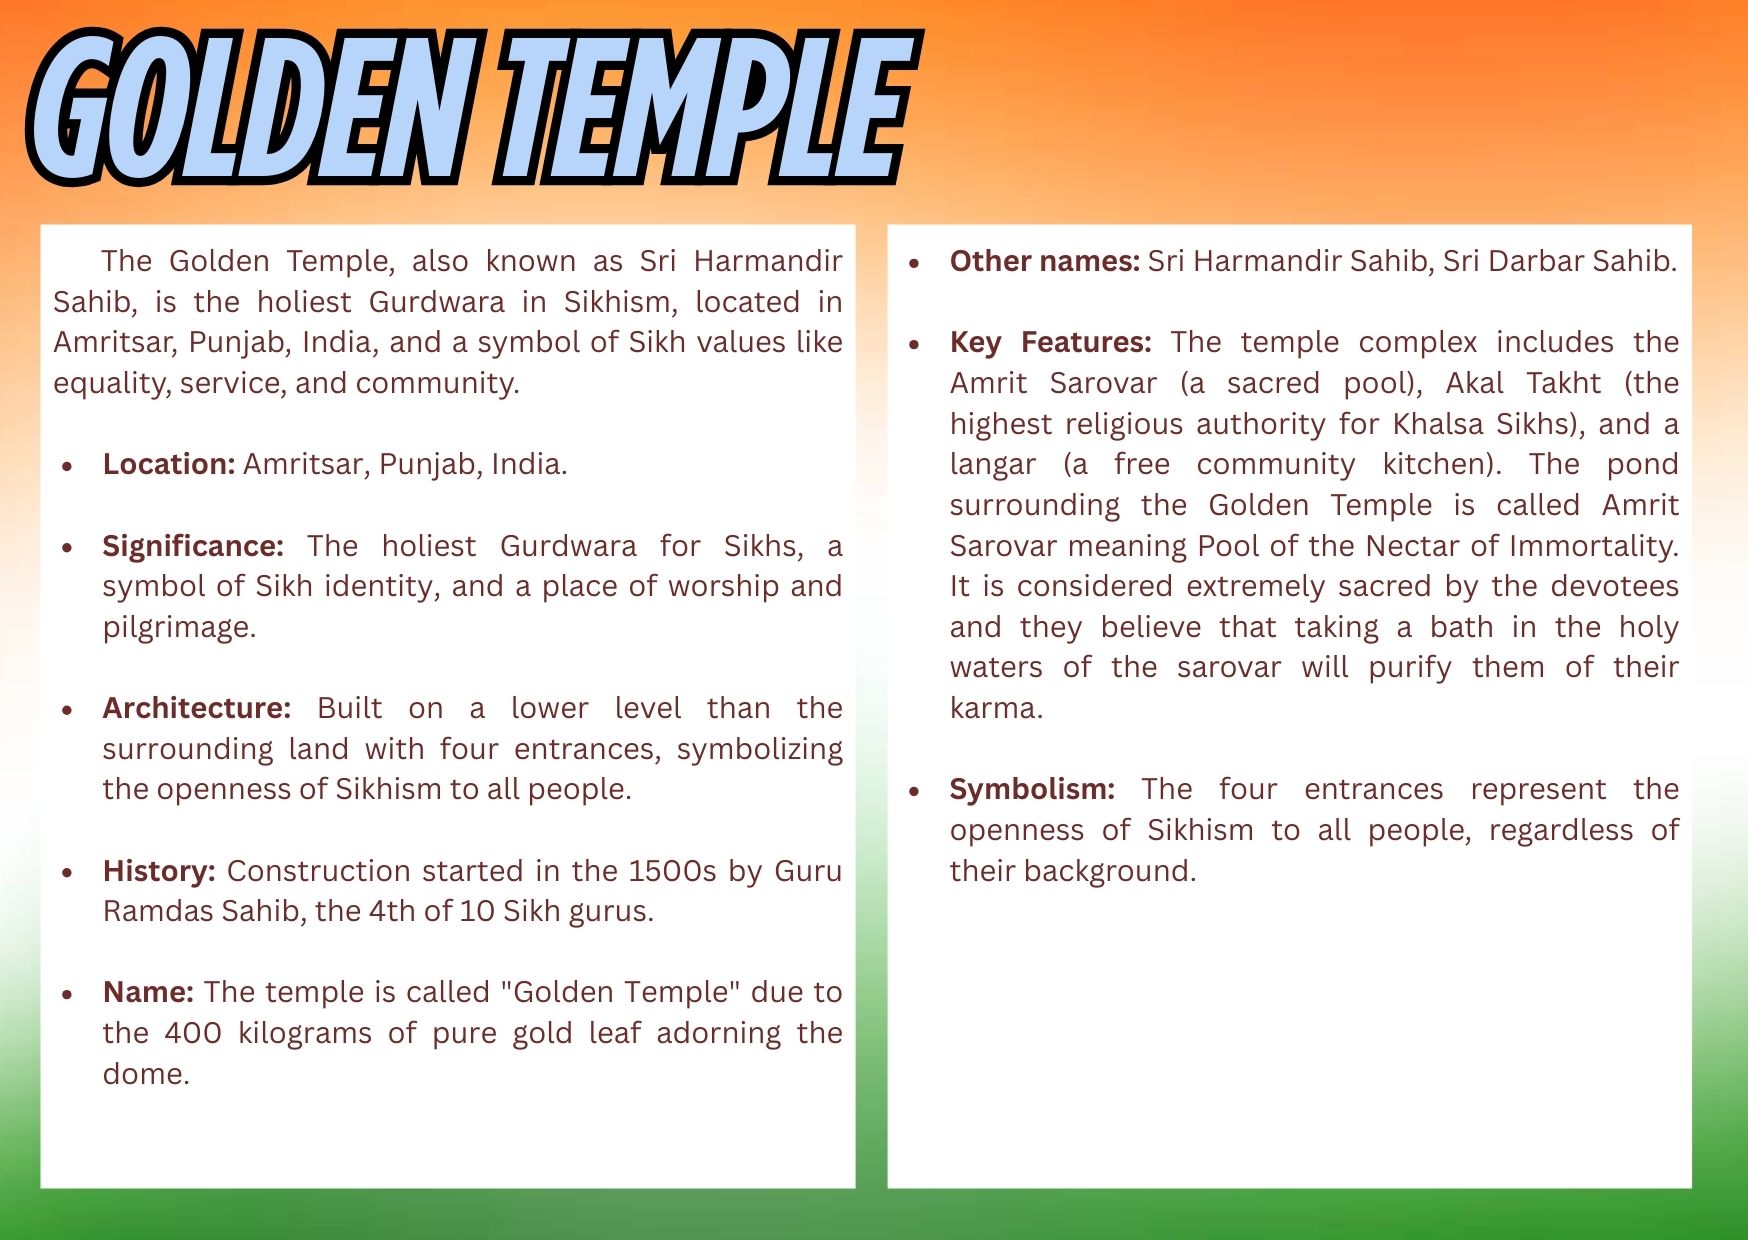 GOLDEN TEMPLE
The Golden Temple, also known as Sri Harmandir
Sahib, is the holiest Gurdwara in Sikhism, located in
Amritsar, Punjab, India, and a symbol of Sikh values like
equality, service, and community.
• Location: Amritsar, Punjab, India.
• Significance: The holiest Gurdwara for Sikhs, a
symbol of Sikh identity, and a place of worship and
pilgrimage.
• Architecture: Built on a lower level than the
surrounding land with four entrances, symbolizing
the openness of Sikhism to all people.
• History: Construction started in the 1500s by Guru
Ramdas Sahib, the 4th of 10 Sikh gurus.
• Name: The temple is called "Golden Temple" due to
the 400 kilograms of pure gold leaf adorning the
dome.
• Other names: Sri Harmandir Sahib, Sri Darbar Sahib.
• Key Features: The temple complex includes the
Amrit Sarovar (a sacred pool), Akal Takht (the
highest religious authority for Khalsa Sikhs), and a
langar (a free community kitchen). The pond
surrounding the Golden Temple is called Amrit
Sarovar meaning Pool of the Nectar of Immortality.
It is considered extremely sacred by the devotees
and they believe that taking a bath in the holy
waters of the sarovar will purify them of their
karma.
• Symbolism: The four entrances represent the
openness of Sikhism to all people, regardless of
their background.